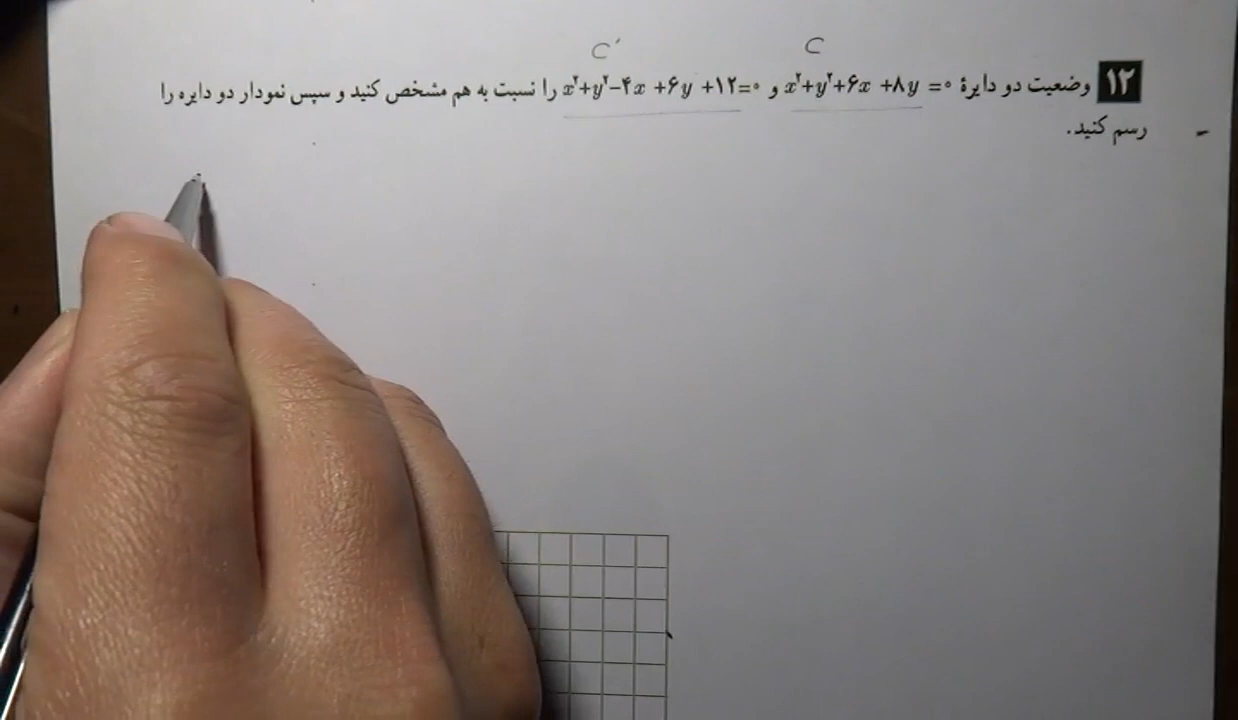 C′ C
۱۲ وضعیت دو دایرهٔ x²+y²+۶x+۸y=۰ و x²+y²-۴x+۶y+۱۲=۰ را نسبت به هم مشخص کنید و سپس نمودار دو دایره را
رسم کنید.